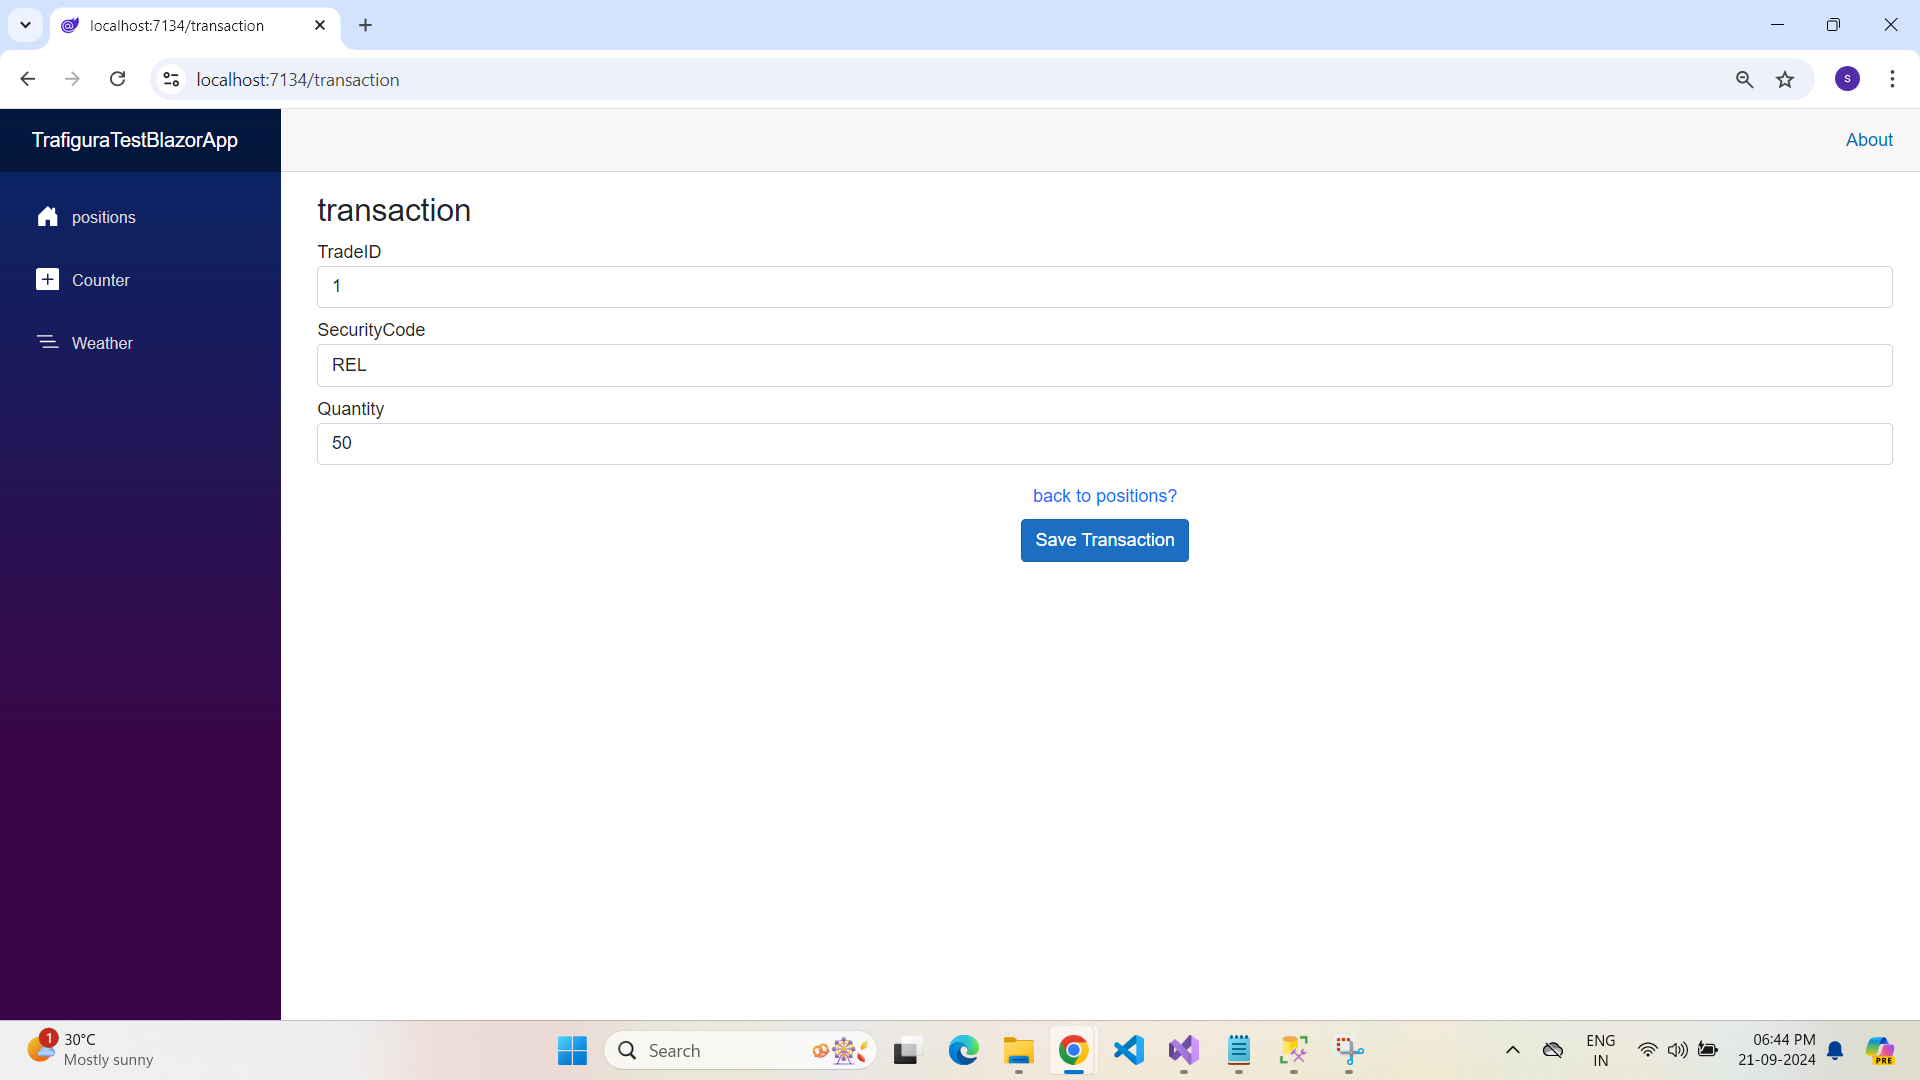 localhost:7134/transaction
localhost:7134/transaction
S
TrafiguraTestBlazorApp
About
positions
Counter
Weather
transaction
TradeID
1
SecurityCode
REL
Quantity
50
back to positions?
Save Transaction
1
30°C
Mostly sunny
Search
ENG
IN
06:44 PM
21-09-2024
PRE